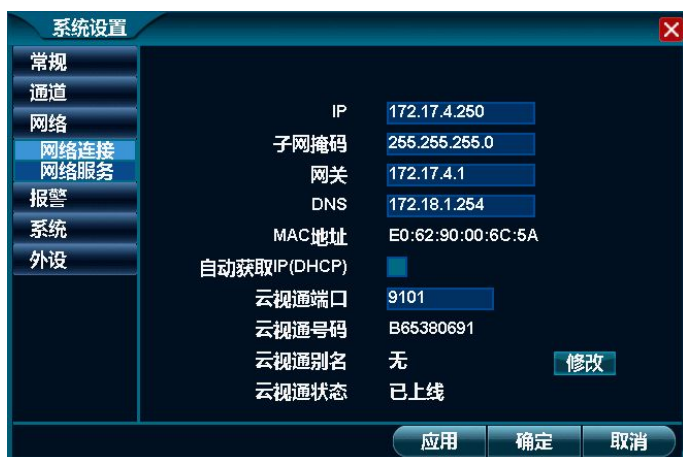 系统设置
常规
通道
网络
网络连接
网络服务
报警
系统
外设
IP 172.17.4.250
子网掩码 255.255.255.0
网关 172.17.4.1
DNS 172.18.1.254
MAC地址 E0:62:90:00:6C:5A
自动获取IP(DHCP)
云视通端口 9101
云视通号码 B65380691
云视通别名 无 修改
云视通状态 已上线
应用 确定 取消